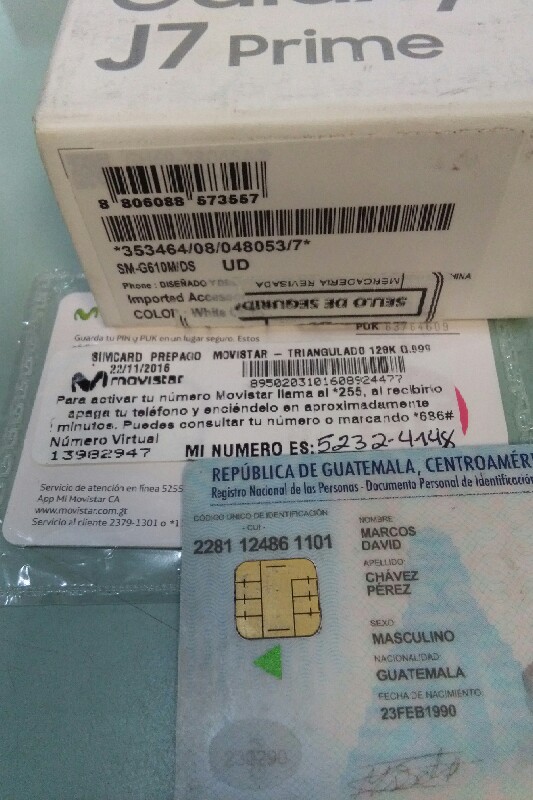 Galaxy
J7 Prime
8 806088 573557
*353464/08/048053/7*
SM-G610M/DS UD
Phone : DISEÑADO Y
MERCADERIA REVISADA
Imported
SELLO DE SEGURIDAD
COLOR White
Guarda tu PIN y PUK en un lugar seguro. Estos
PUK
SIMCARD PREPAGO MOVISTAR - TRIANGULADO 128K
22/11/2016
movistar
8950203101608924477
Para activar tu número Movistar llama al *255, al recibirlo
apaga tu teléfono y enciéndelo en aproximadamente
minutos. Puedes consultar tu número o marcando *686#
Número Virtual
13982947
MI NUMERO ES: 5232-4148
Servicio de atención en línea 5255
App Mi Movistar CA
www.movistar.com.gt
Servicio al cliente 2379-1301 o *1
REPÚBLICA DE GUATEMALA, CENTROAMÉRI
Registro Nacional de las Personas - Documento Personal de Identificación
CÓDIGO ÚNICO DE IDENTIFICACIÓN
- CUI -
2281 12486 1101
NOMBRE
MARCOS
DAVID
APELLIDO
CHÁVEZ
PÉREZ
SEXO
MASCULINO
NACIONALIDAD
GUATEMALA
FECHA DE NACIMIENTO
23FEB1990
230290